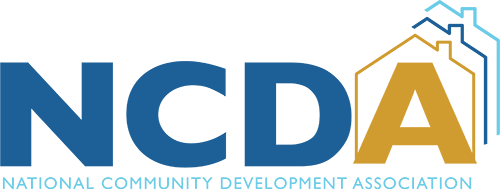 NCDA
NATIONAL COMMUNITY DEVELOPMENT ASSOCIATION